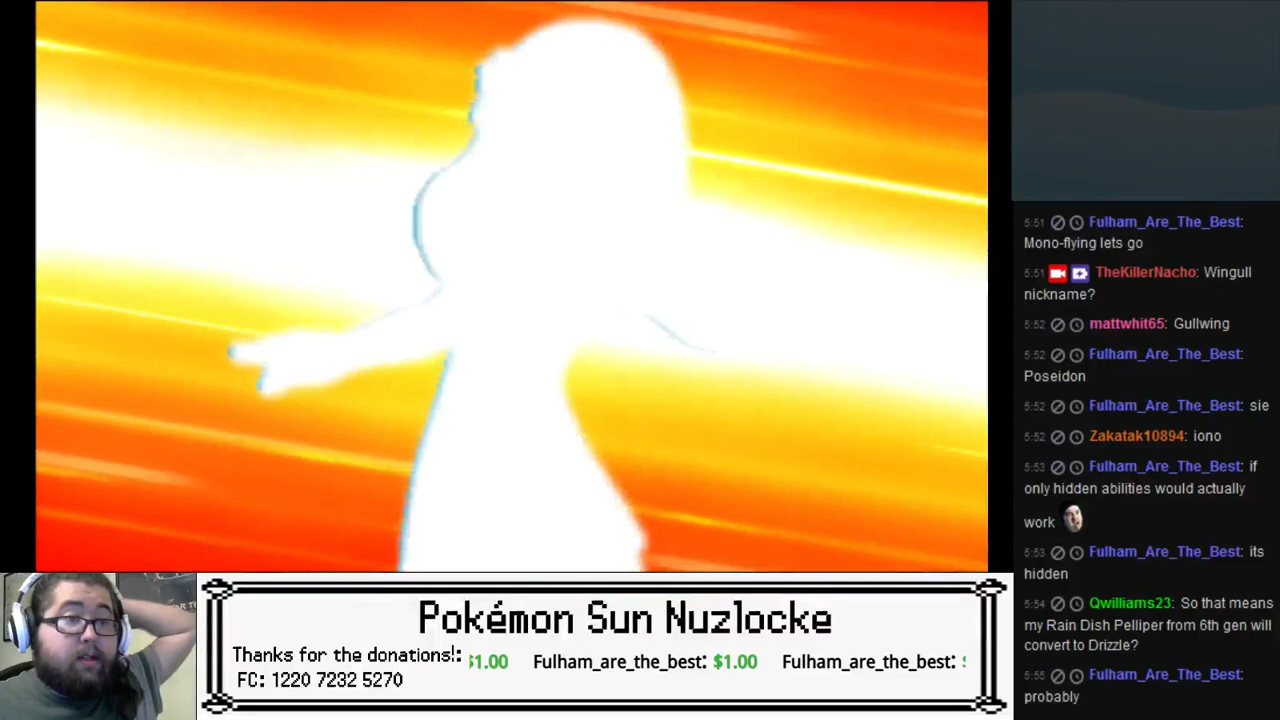 5:51 Fulham_Are_The_Best:
Mono-flying lets go
5:51 TheKillerNacho: Wingull
nickname?
5:52 mattwhit65: Gullwing
5:52 Fulham_Are_The_Best:
Poseidon
5:52 Fulham_Are_The_Best: sie
5:52 Zakatak10894: iono
5:53 Fulham_Are_The_Best: if
only hidden abilities would actually
work
5:53 Fulham_Are_The_Best: its
hidden
5:54 Qwilliams23: So that means
my Rain Dish Pelliper from 6th gen will
convert to Drizzle?
5:55 Fulham_Are_The_Best:
probably
Pokémon Sun Nuzlocke
Thanks for the donations!: $1.00 Fulham_are_the_best: $1.00 Fulham_are_the_best:
FC: 1220 7232 5270